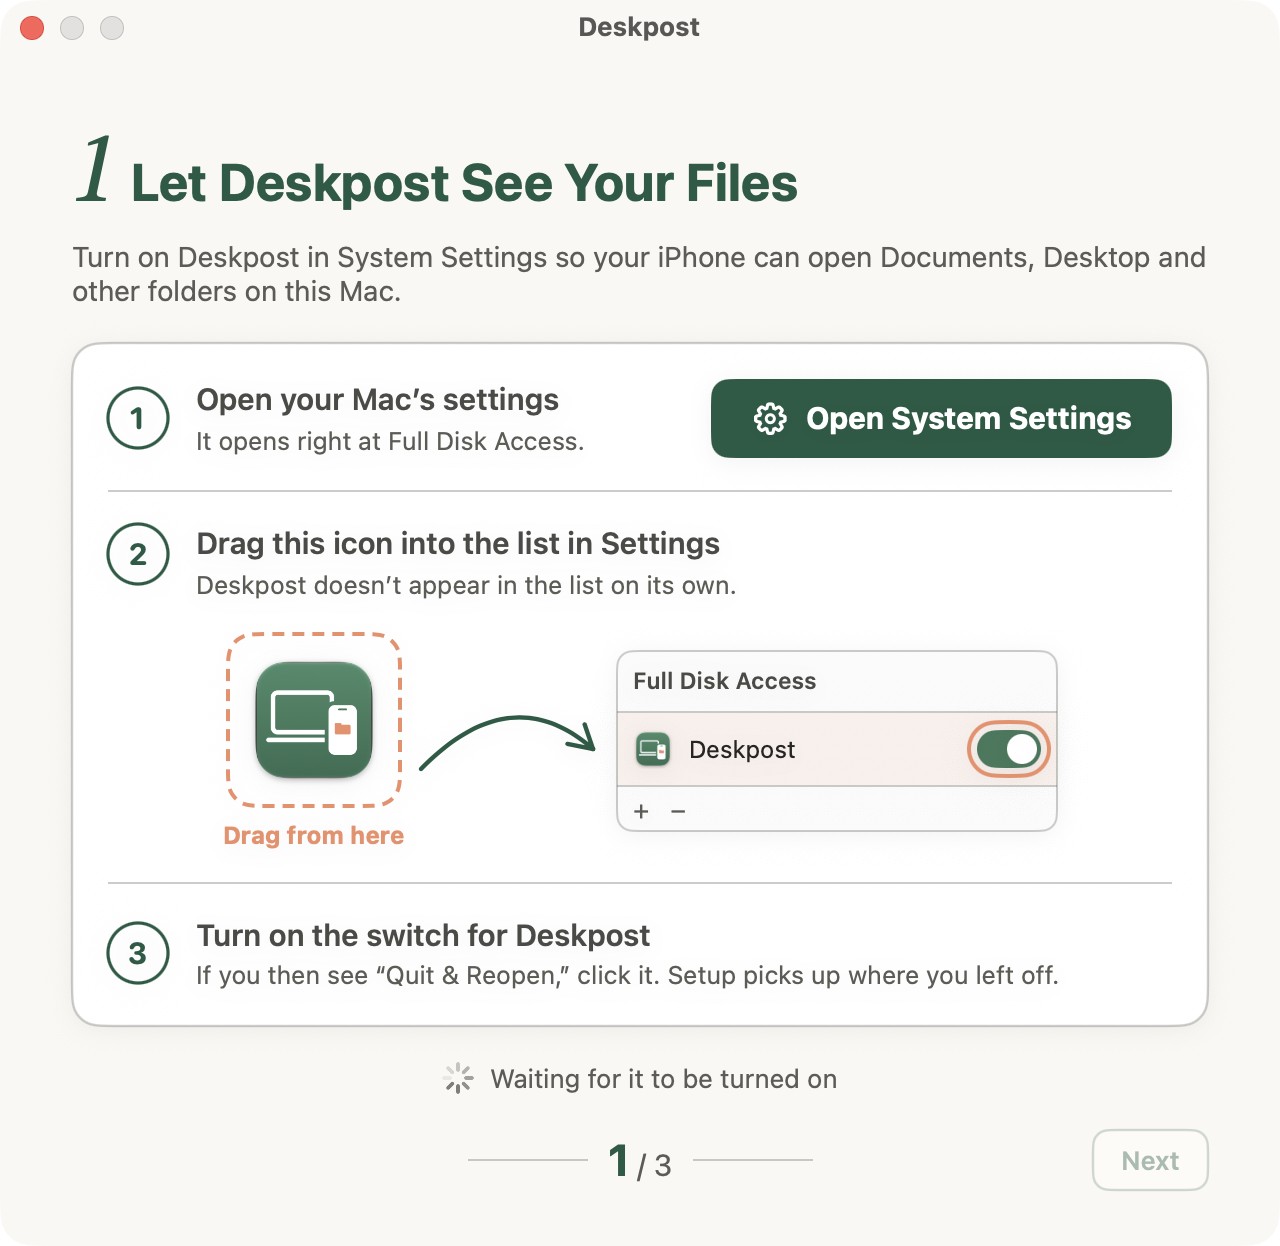 Deskpost
1 Let Deskpost See Your Files
Turn on Deskpost in System Settings so your iPhone can open Documents, Desktop and
other folders on this Mac.
1
Open your Mac’s settings
It opens right at Full Disk Access.
Open System Settings
2
Drag this icon into the list in Settings
Deskpost doesn’t appear in the list on its own.
Drag from here
Full Disk Access
Deskpost
+ −
3
Turn on the switch for Deskpost
If you then see “Quit & Reopen,” click it. Setup picks up where you left off.
Waiting for it to be turned on
1 / 3
Next